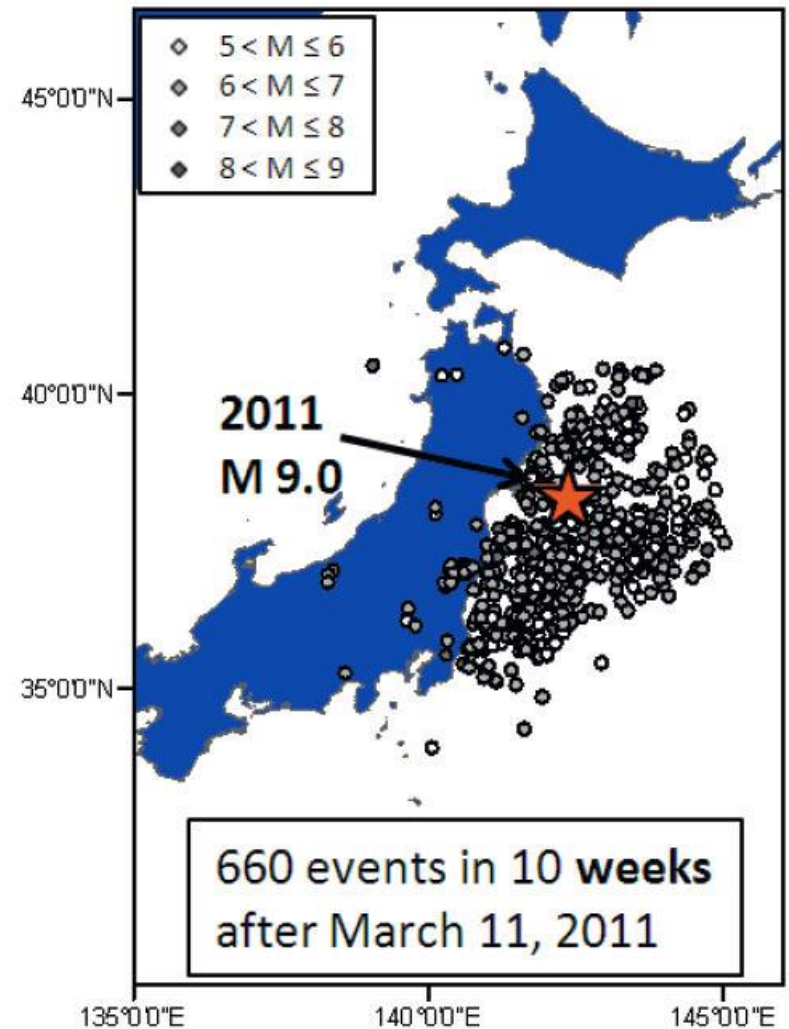 5 < M ≤ 6
6 < M ≤ 7
7 < M ≤ 8
8 < M ≤ 9
45°0'0"N
40°0'0"N
2011
M 9.0
35°0'0"N
660 events in 10 weeks
after March 11, 2011
135°0'0"E
140°0'0"E
145°0'0"E